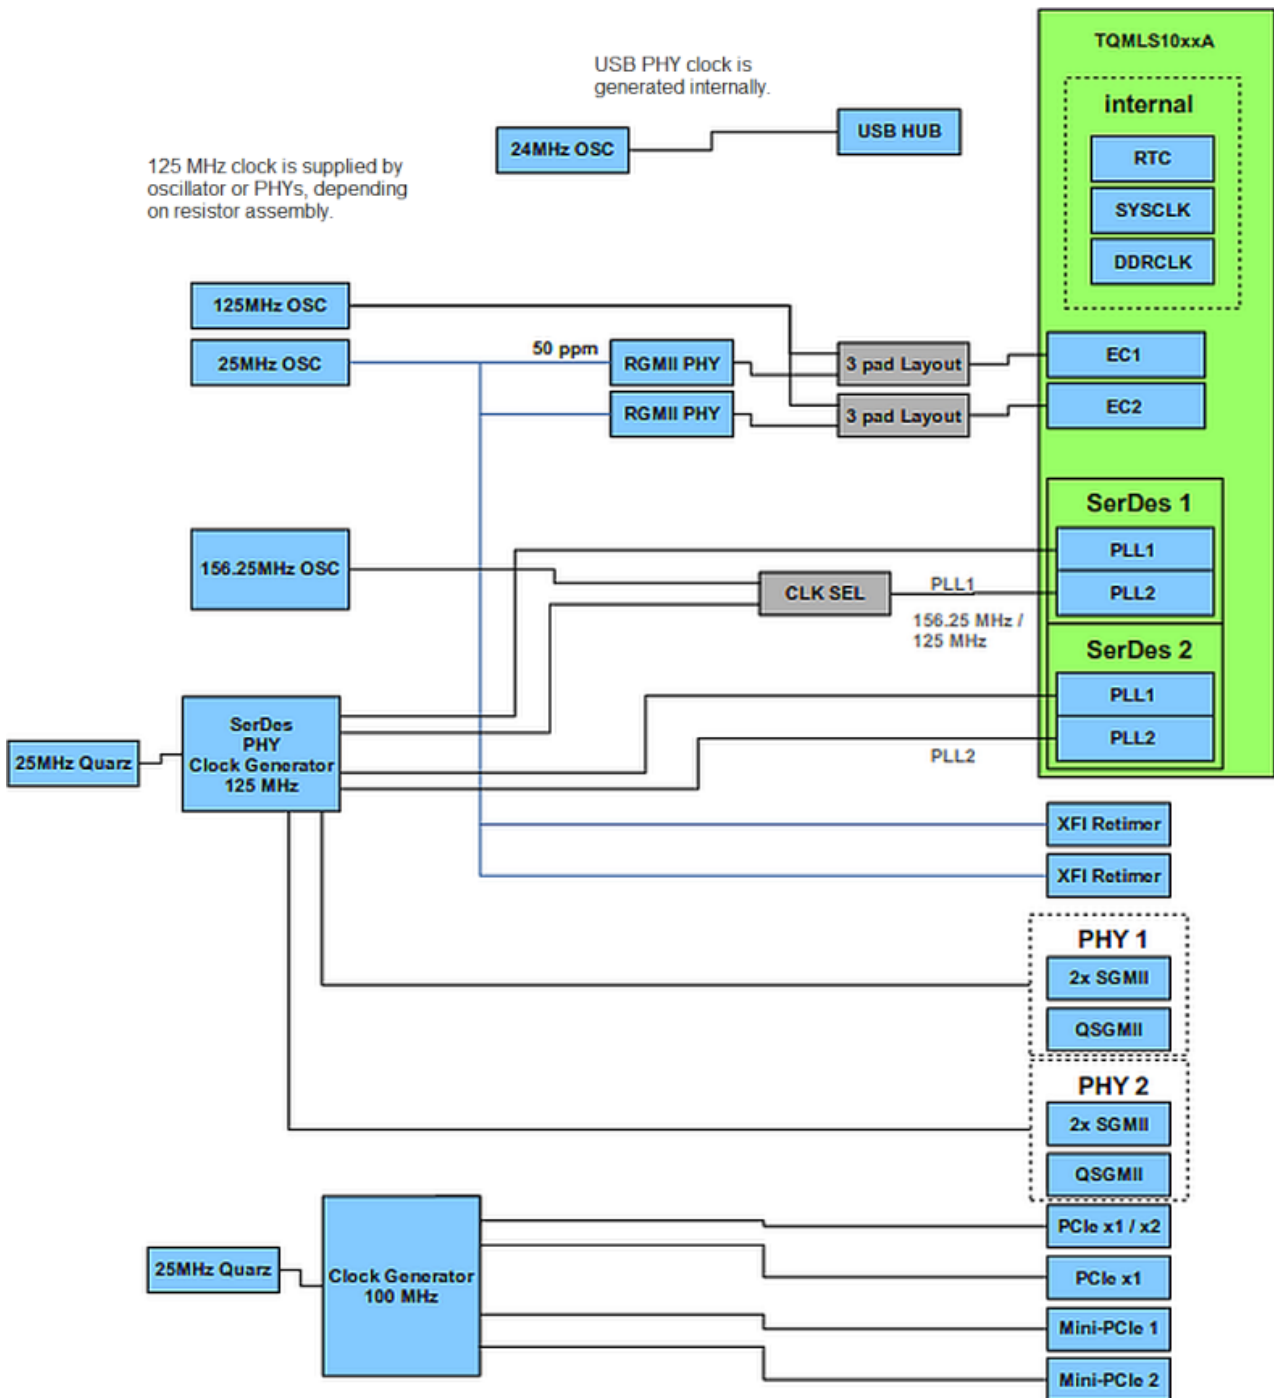 TQMLS10xxA
USB PHY clock is
generated internally.
internal
24MHz OSC
USB HUB
RTC
125 MHz clock is supplied by
oscillator or PHYs, depending
on resistor assembly.
SYSCLK
DDRCLK
125MHz OSC
25MHz OSC
50 ppm
RGMII PHY
3 pad Layout
EC1
RGMII PHY
3 pad Layout
EC2
SerDes 1
156.25MHz OSC
PLL1
CLK SEL
PLL1
PLL2
156.25 MHz /
125 MHz
SerDes 2
PLL1
SerDes
PHY
Clock Generator
125 MHz
25MHz Quarz
PLL2
PLL2
XFI Retimer
XFI Retimer
PHY 1
2x SGMII
QSGMII
PHY 2
2x SGMII
QSGMII
PCIe x1 / x2
25MHz Quarz
Clock Generator
100 MHz
PCIe x1
Mini-PCIe 1
Mini-PCIe 2